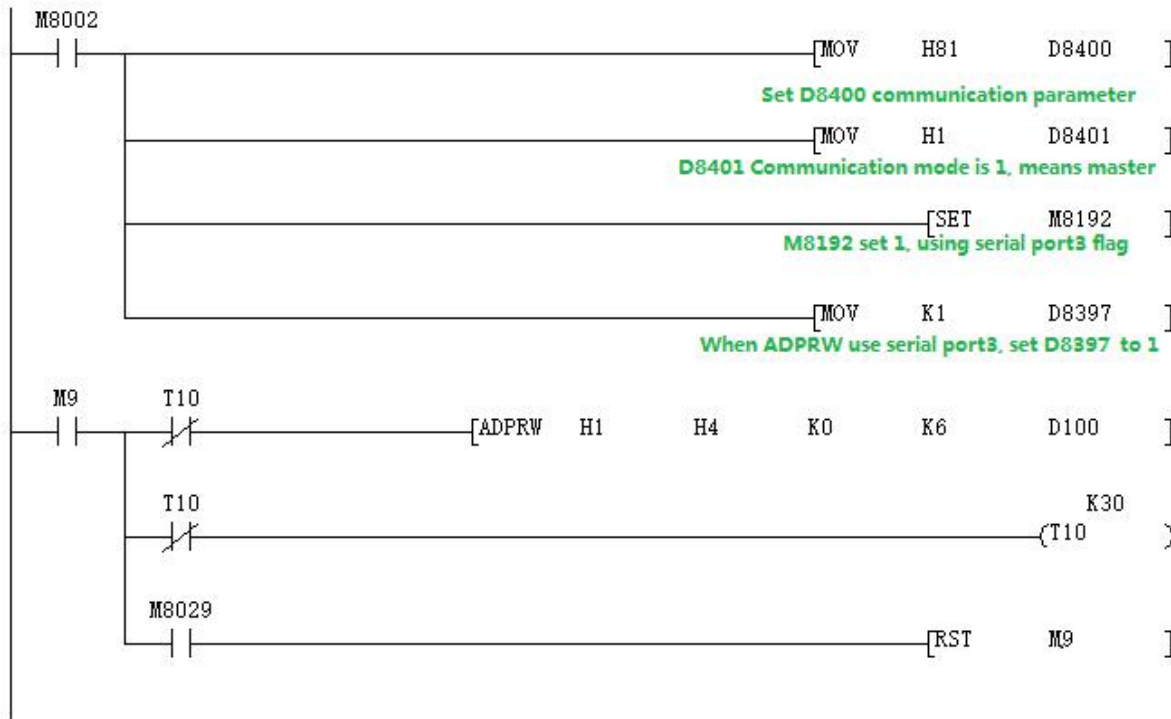 M8002
[MOV H81 D8400 ]
Set D8400 communication parameter
[MOV H1 D8401 ]
D8401 Communication mode is 1, means master
[SET M8192 ]
M8192 set 1, using serial port3 flag
[MOV K1 D8397 ]
When ADPRW use serial port3, set D8397 to 1
M9 T10
[ADPRW H1 H4 K0 K6 D100 ]
T10 K30
(T10 )
M8029
[RST M9 ]